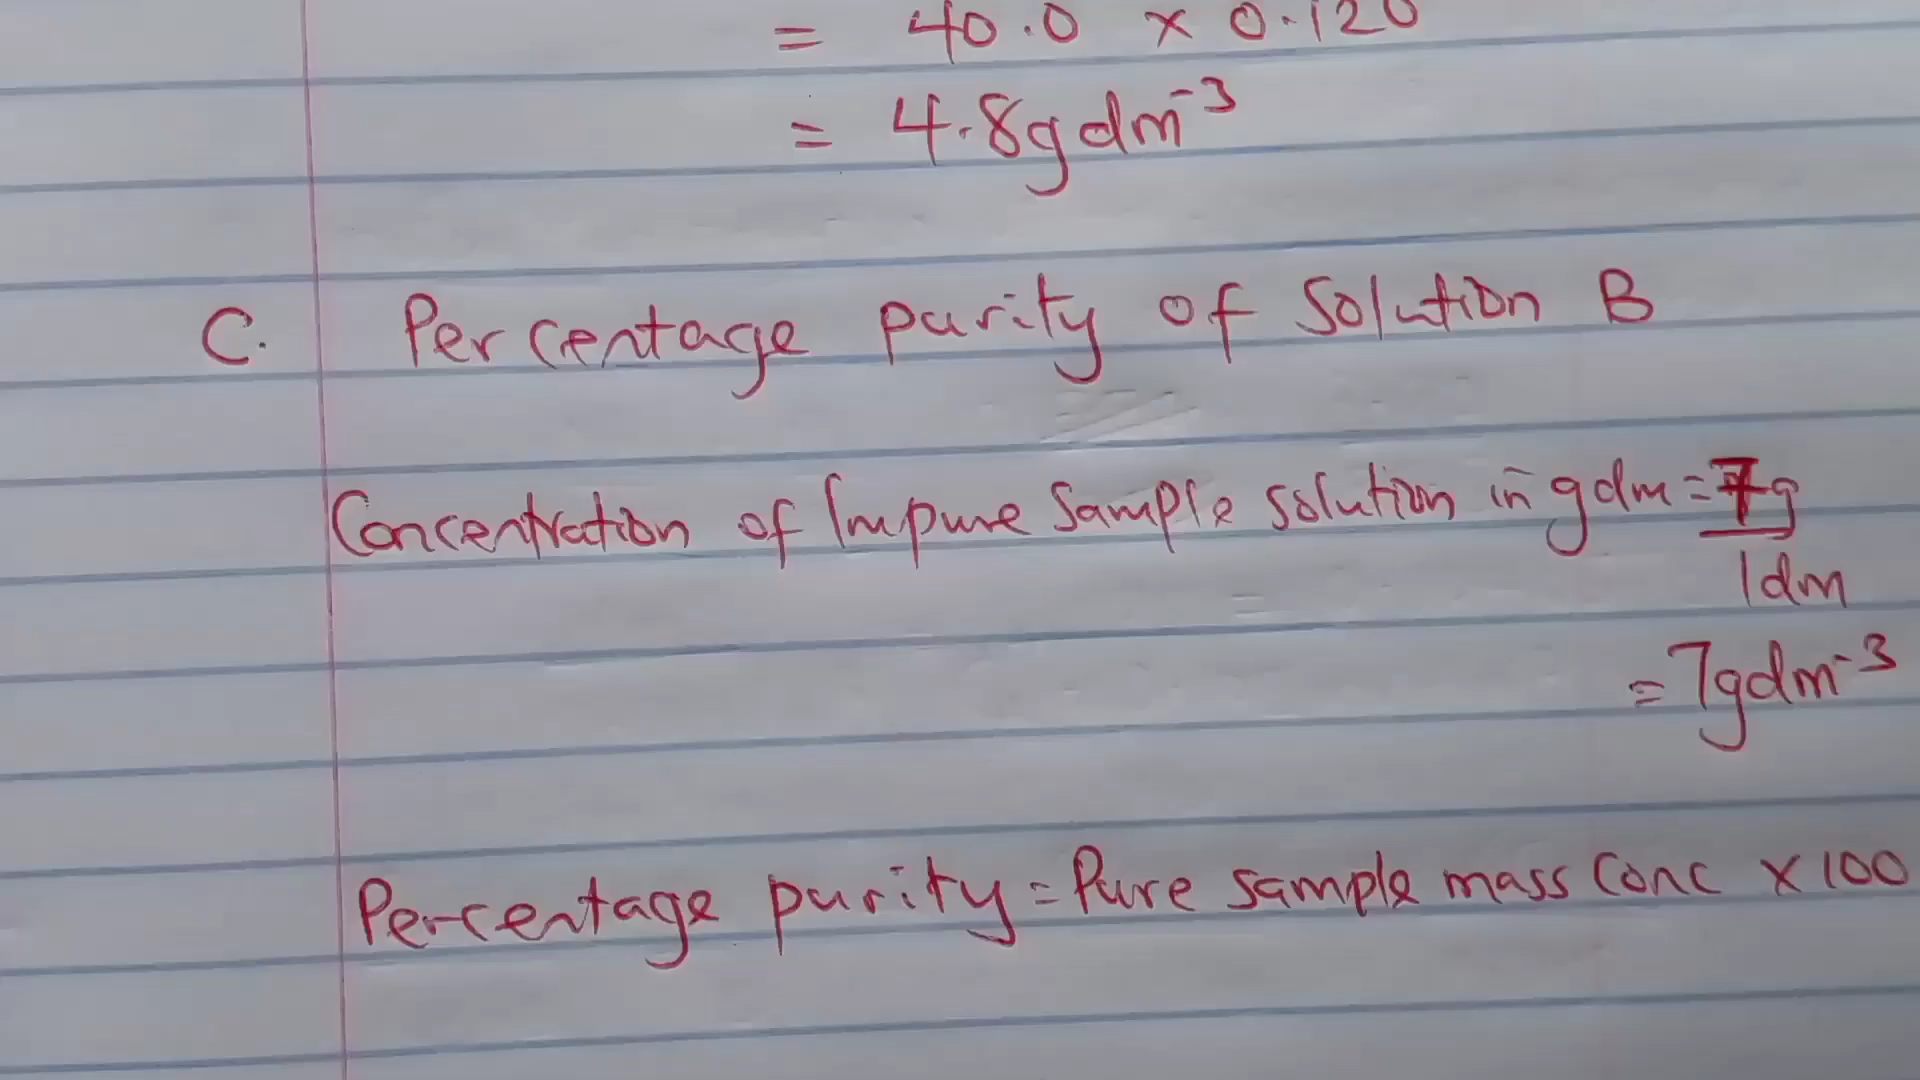 = 40.0 x 0.120
= 4.8gdm⁻³
C. Percentage purity of Solution B
Concentration of Impure Sample solution in gdm = 7g
1dm
= 7gdm⁻³
Percentage purity = Pure sample mass Conc x 100